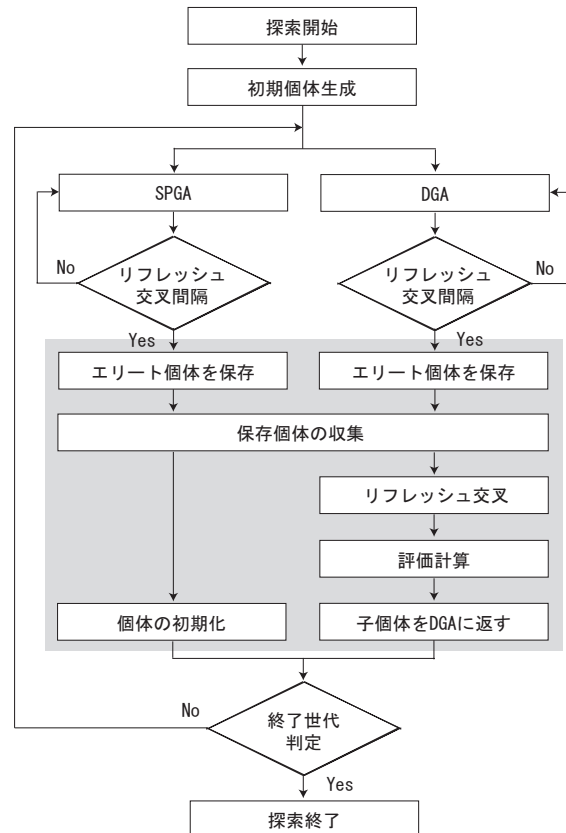 探索開始
初期個体生成
SPGA
DGA
No
リフレッシュ
交叉間隔
リフレッシュ
交叉間隔
No
Yes
Yes
エリート個体を保存
エリート個体を保存
保存個体の収集
リフレッシュ交叉
評価計算
個体の初期化
子個体をDGAに返す
No
終了世代
判定
Yes
探索終了